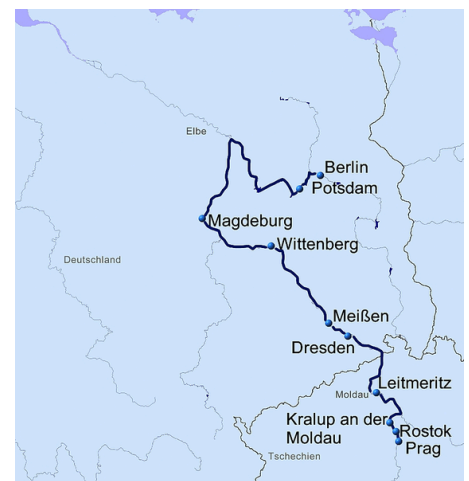 Elbe
Berlin
Potsdam
Magdeburg
Wittenberg
Deutschland
Meißen
Dresden
Leitmeritz
Moldau
Kralup an der
Moldau
Rostok
Prag
Tschechien